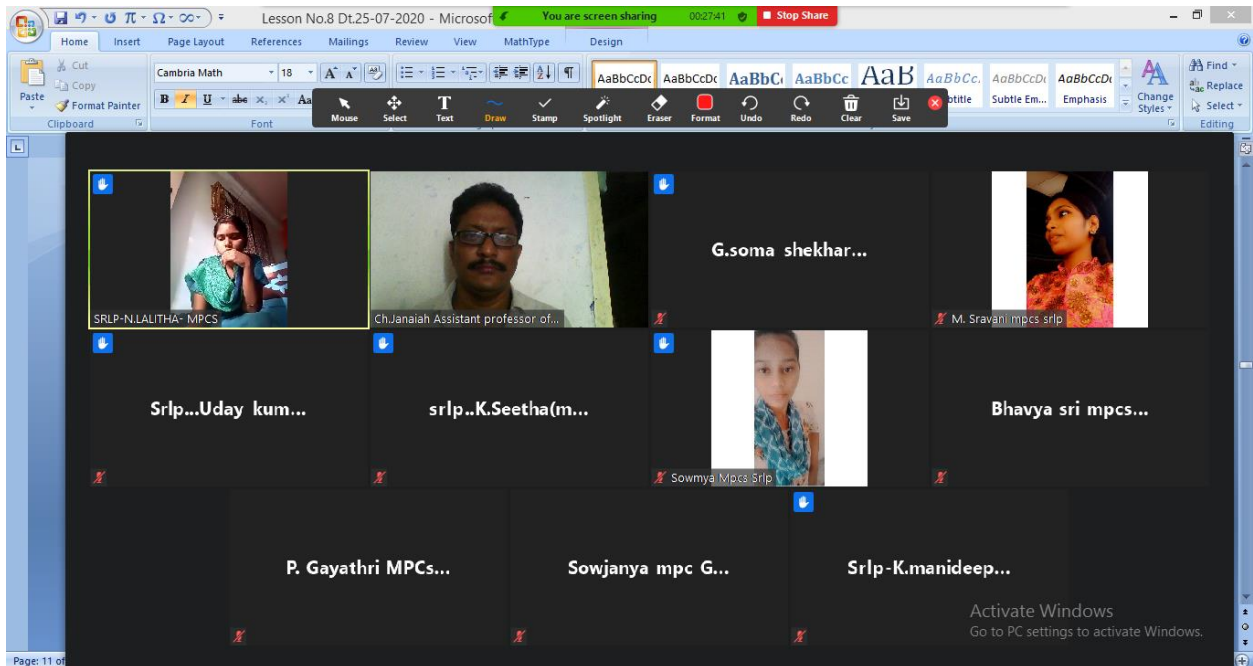 Lesson No.8 Dt.25-07-2020 - Microsof
You are screen sharing
00:27:41
Stop Share
Home Insert Page Layout References Mailings Review View MathType Design
Paste
Cut
Copy
Format Painter
Clipboard
Cambria Math 18
B I U abe x, x' Aa
Font
AaBbCcDc AaBbCcDc AaBbCc AaBbCc AaB AaBbCc. AaBbCcDc AaBbCcDc
btitle Subtle Em... Emphasis
Change Styles
Find
Replace
Select
Editing
Mouse Select Text Draw Stamp Spotlight Eraser Format Undo Redo Clear Save
SRLP-N.LALITHA- MPCS
Ch.Janaiah Assistant professor of...
G.soma shekhar...
M. Sravani mpcs srlp
Srlp...Uday kum...
srlp..K.Seetha(m...
Sowmya Mpcs Srlp
Bhavya sri mpcs...
P. Gayathri MPCs...
Sowjanya mpc G...
Srlp-K.manideep...
Activate Windows
Go to PC settings to activate Windows.
Page: 11 of